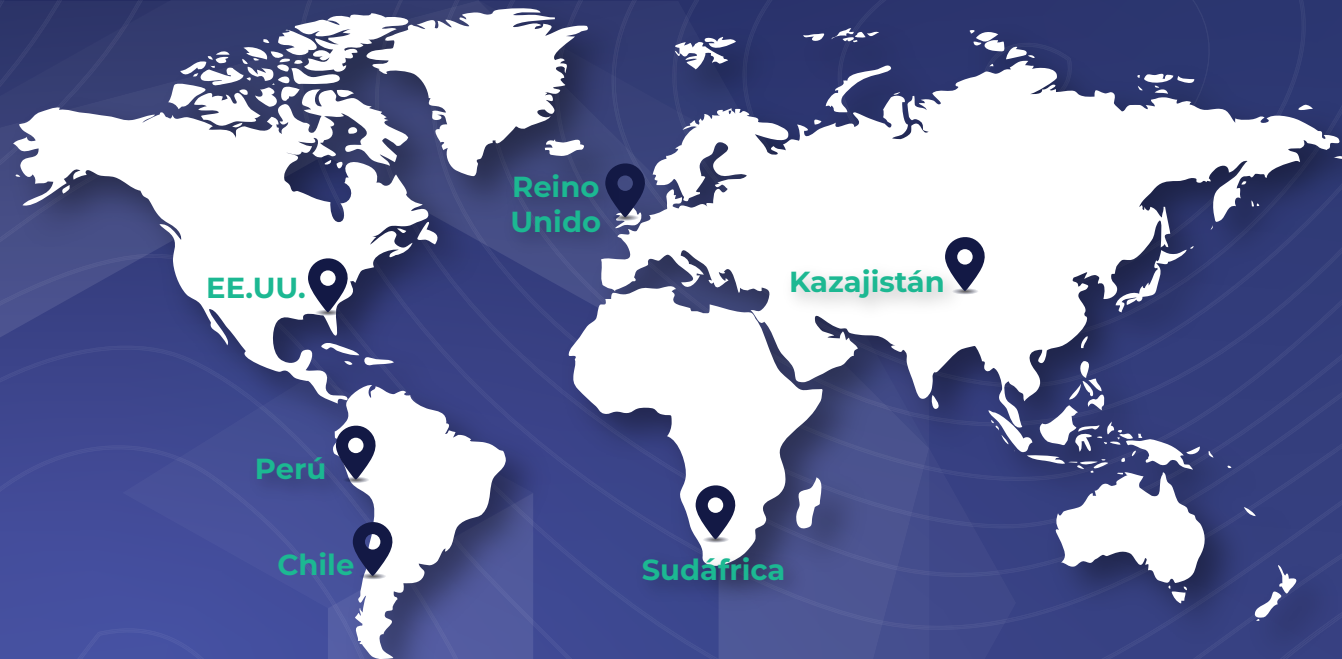 Reino
Unido
EE.UU.
Kazajistán
Perú
Chile
Sudáfrica